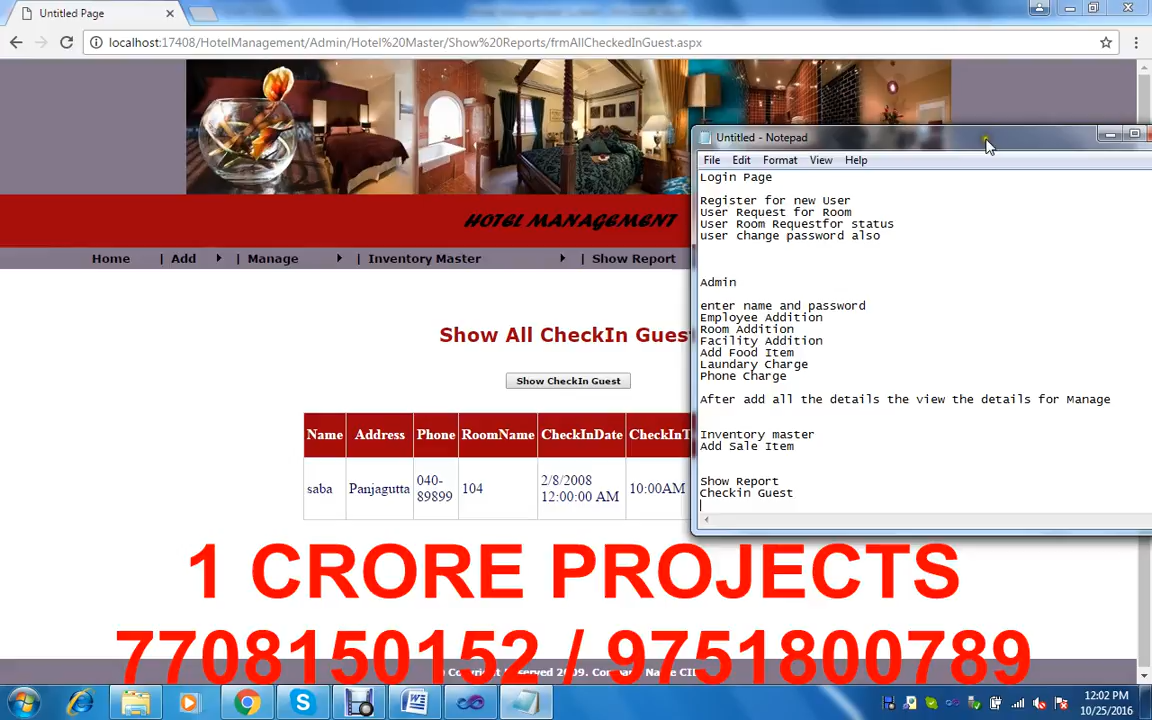 Untitled Page
localhost:17408/HotelManagement/Admin/Hotel%20Master/Show%20Reports/frmAllCheckedInGuest.aspx
HOTEL MANAGEMENT
Home | Add | Manage | Inventory Master | Show Report
Show All CheckIn Gues
Show CheckIn Guest
Name Address Phone RoomName CheckInDate CheckInT
saba Panjagutta 040-89899 104 2/8/2008 12:00:00 AM 10:00AM
Untitled - Notepad
File Edit Format View Help
Login Page
Register for new User
User Request for Room
User Room Requestfor status
user change password also
Admin
enter name and password
Employee Addition
Room Addition
Facility Addition
Add Food Item
Laundary Charge
Phone Charge
After add all the details the view the details for Manage
Inventory master
Add Sale Item
Show Report
Checkin Guest
1 CRORE PROJECTS
7708150152 / 9751800789
12:02 PM
10/25/2016